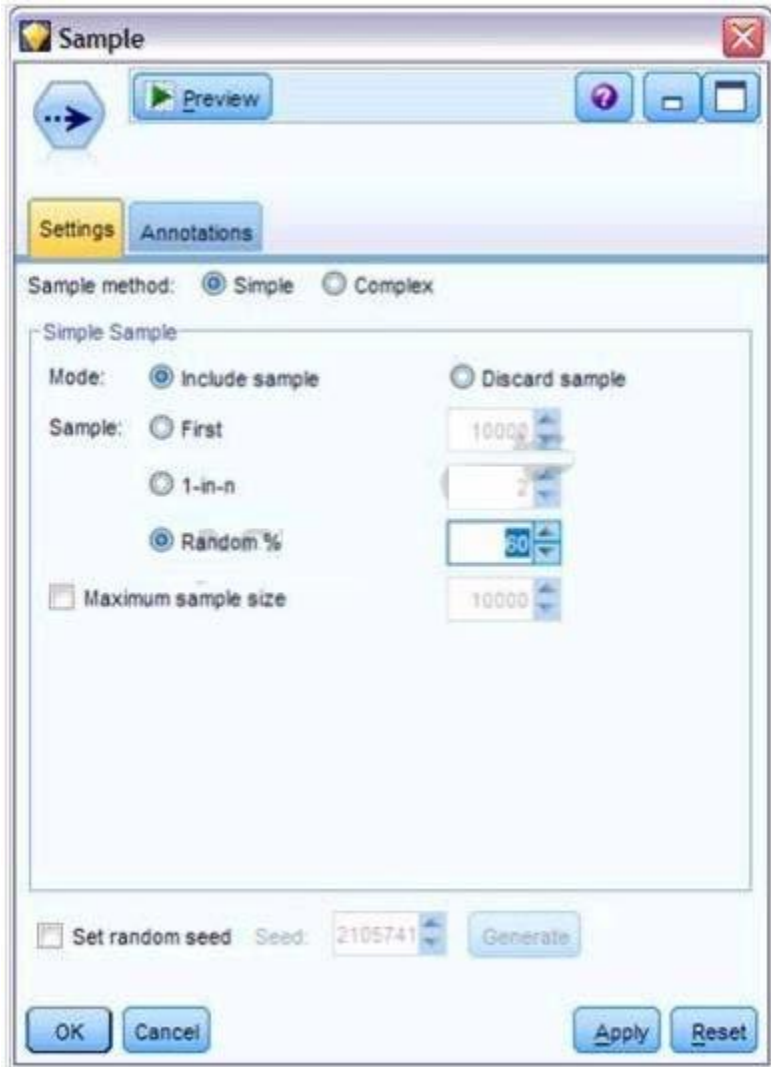 Sample
Preview
Settings Annotations
Sample method: Simple Complex
Simple Sample
Mode: Include sample Discard sample
Sample: First 10000
1-in-n 2
Random % 60
Maximum sample size 10000
Set random seed Seed: 2105741 Generate
OK Cancel Apply Reset